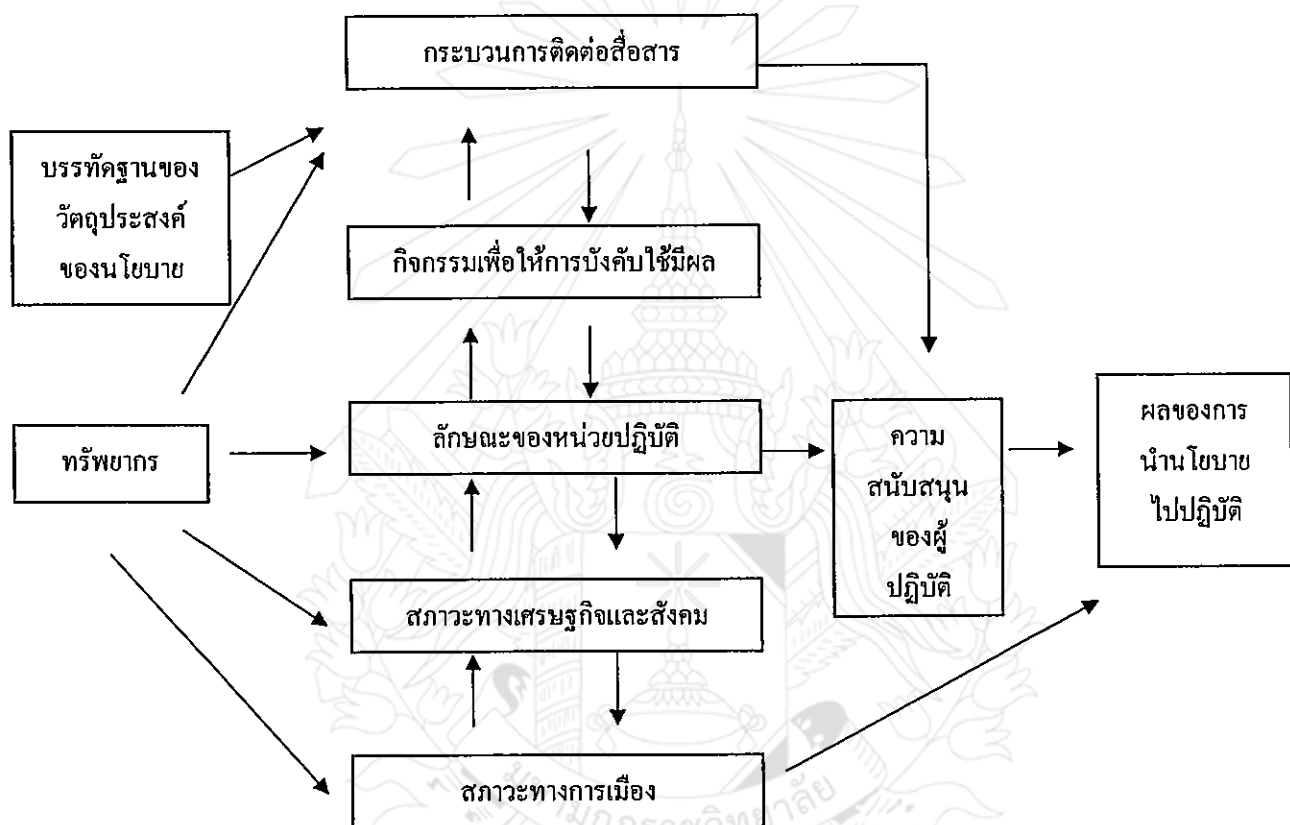 กระบวนการติดต่อสื่อสาร
บรรทัดฐานของ
วัตถุประสงค์
ของนโยบาย
กิจกรรมเพื่อให้การบังคับใช้มีผล
ทรัพยากร
ลักษณะของหน่วยปฏิบัติ
ความ
สนับสนุน
ของผู้
ปฏิบัติ
ผลของการ
นำนโยบาย
ไปปฏิบัติ
สภาวะทางเศรษฐกิจและสังคม
สภาวะทางการเมือง